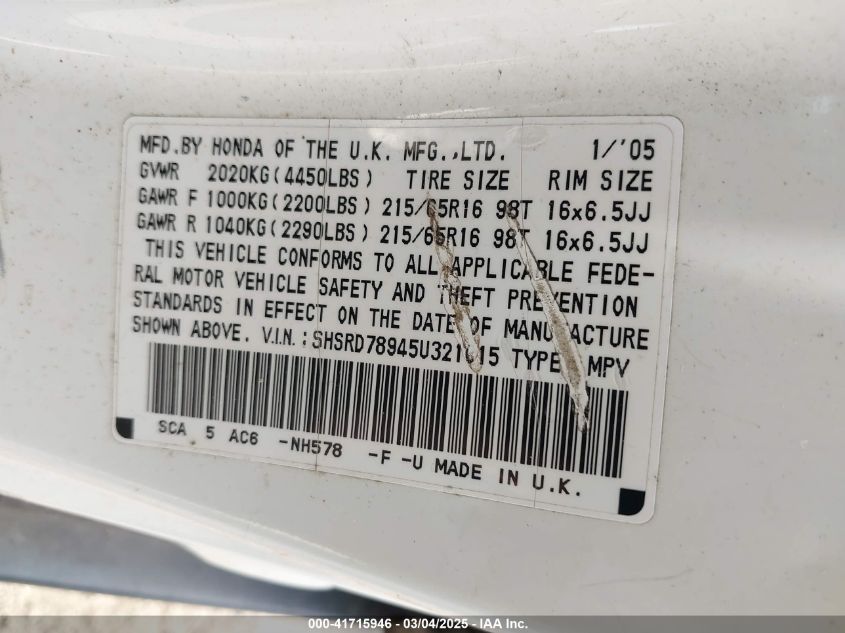 MFD.BY HONDA OF THE U.K. MFG.,LTD. 1/'05
GVWR 2020KG(4450LBS) TIRE SIZE RIM SIZE
GAWR F 1000KG(2200LBS) 215/65R16 98T 16x6.5JJ
GAWR R 1040KG(2290LBS) 215/65R16 98T 16x6.5JJ
THIS VEHICLE CONFORMS TO ALL APPLICABLE FEDE-
RAL MOTOR VEHICLE SAFETY AND THEFT PREVENTION
STANDARDS IN EFFECT ON THE DATE OF MANUFACTURE
SHOWN ABOVE. V.I.N.:SHSRD78945U321015 TYPE: MPV
SCA 5 AC6 -NH578 -F -U MADE IN U.K.
000-41715946 - 03/04/2025 - IAA Inc.